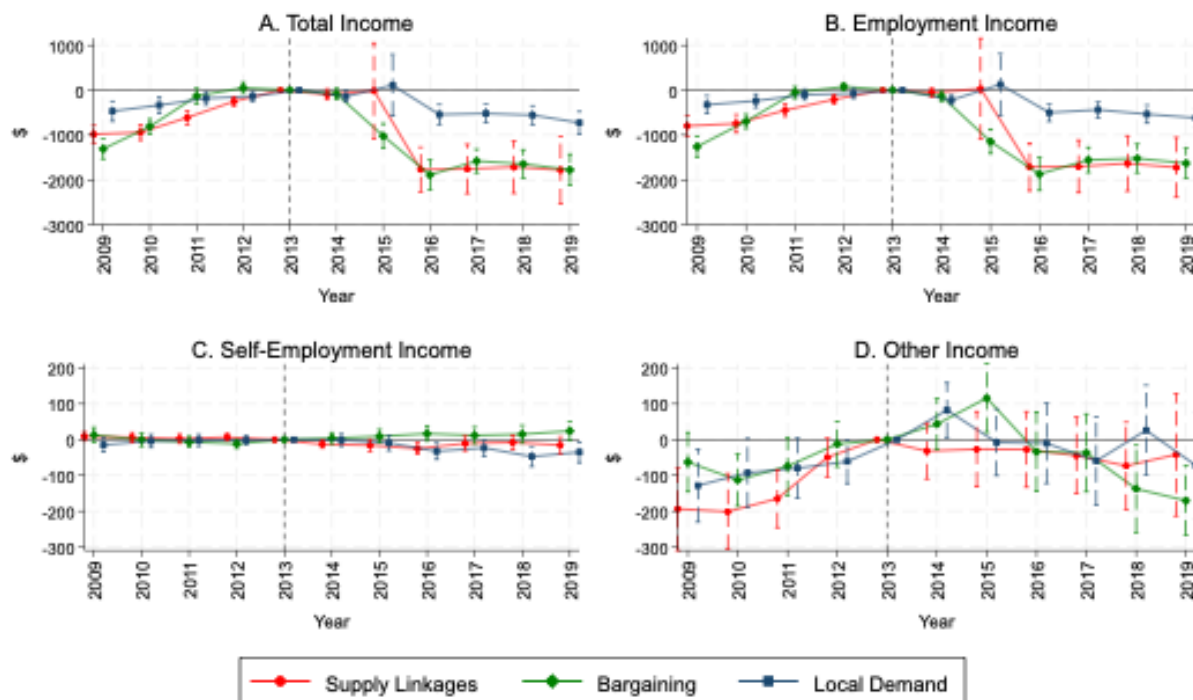 A. Total Income
1000
0
-1000
-2000
-3000
$
2009 2010 2011 2012 2013 2014 2015 2016 2017 2018 2019
Year
B. Employment Income
1000
0
-1000
-2000
-3000
$
2009 2010 2011 2012 2013 2014 2015 2016 2017 2018 2019
Year
C. Self-Employment Income
200
100
0
-100
-200
-300
$
2009 2010 2011 2012 2013 2014 2015 2016 2017 2018 2019
Year
D. Other Income
200
100
0
-100
-200
-300
$
2009 2010 2011 2012 2013 2014 2015 2016 2017 2018 2019
Year
Supply Linkages Bargaining Local Demand